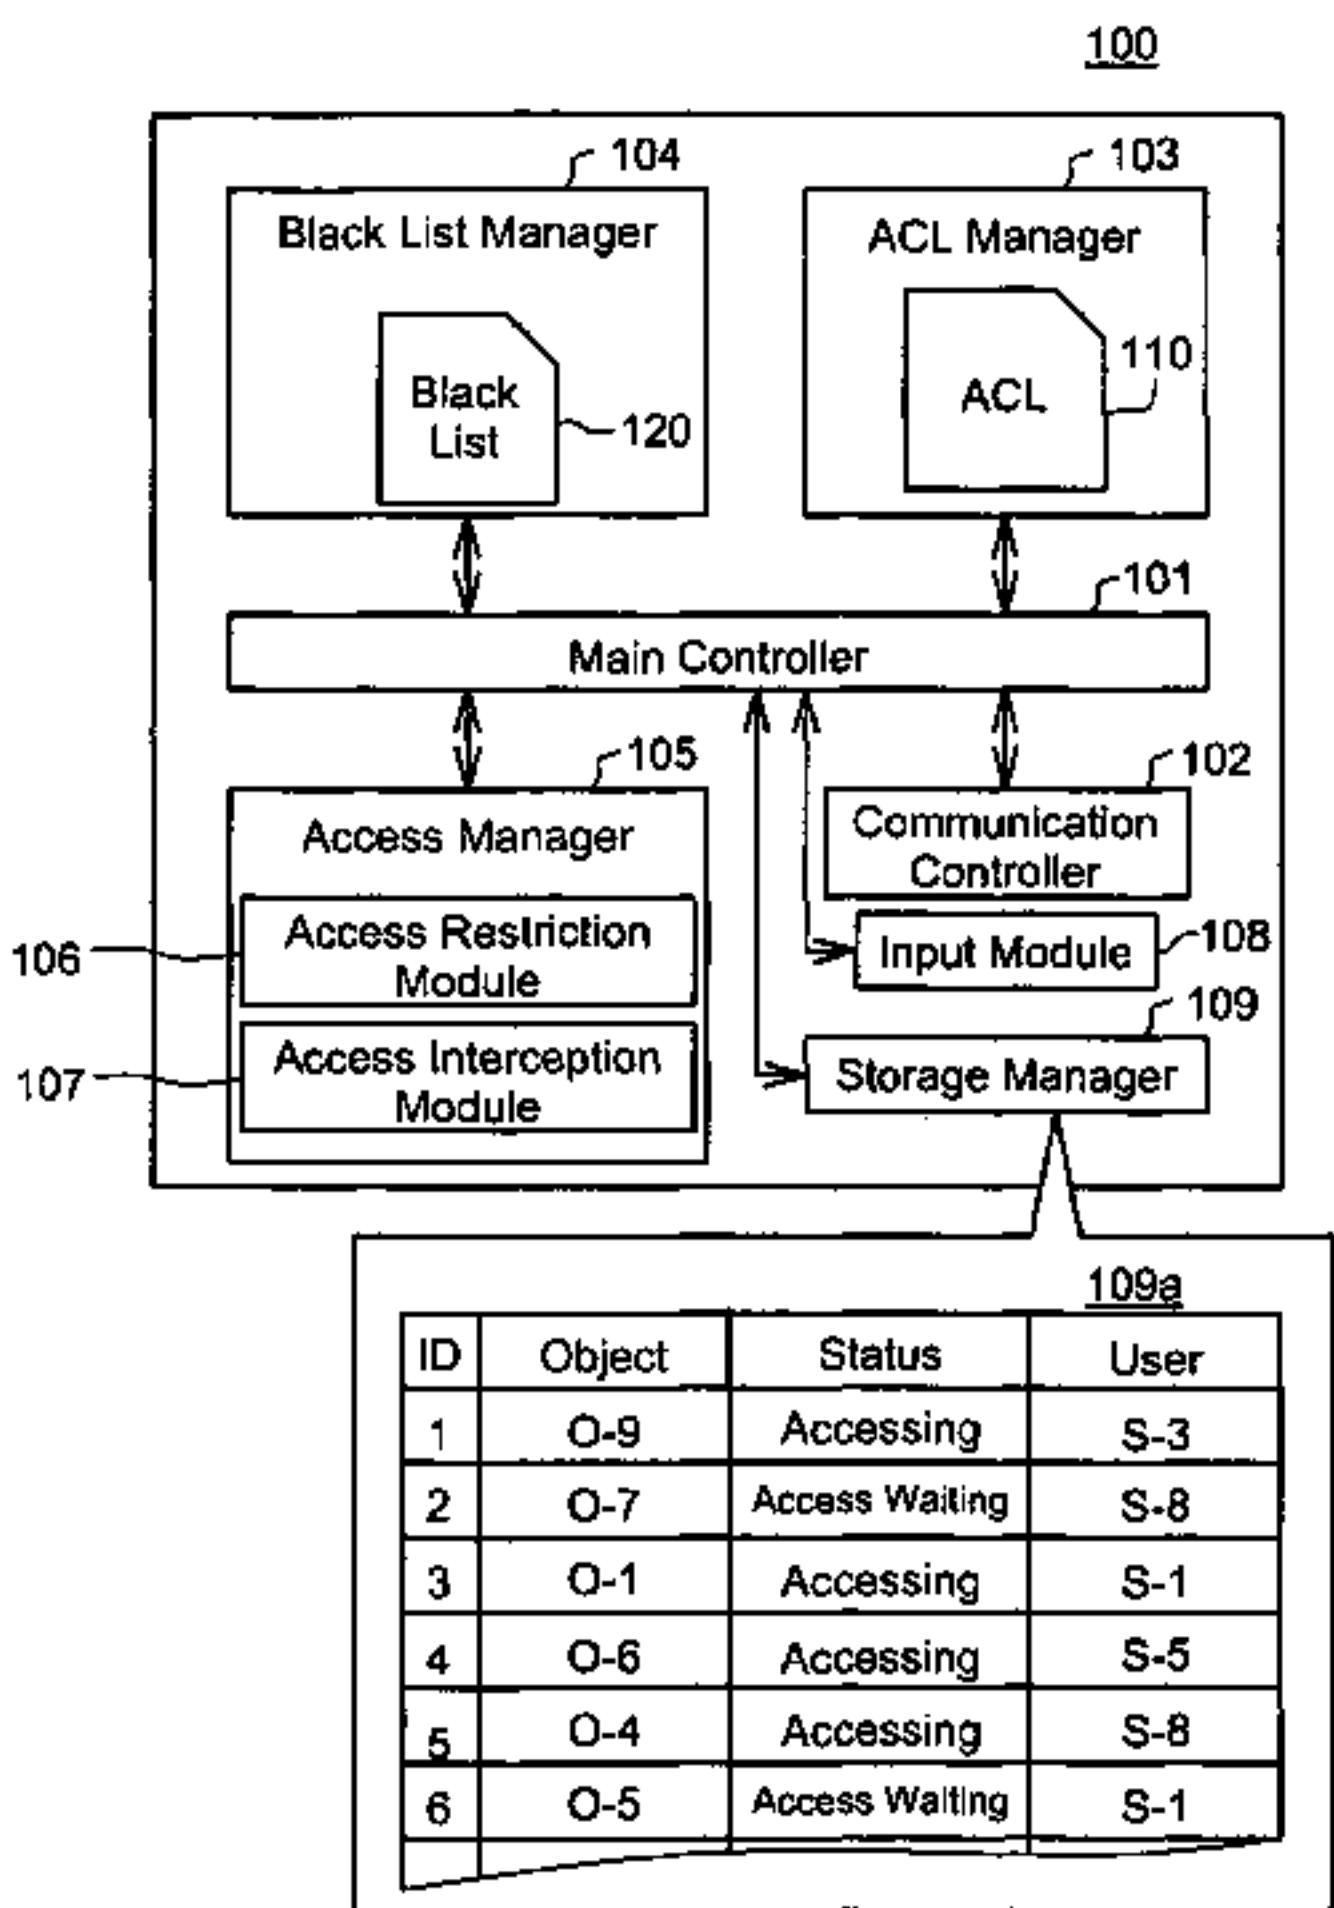 100
104
103
Black List Manager
ACL Manager
Black
List
120
ACL
110
101
Main Controller
105
102
Access Manager
Communication
Controller
106
Access Restriction
Module
Input Module
108
107
Access Interception
Module
109
Storage Manager
109a
ID Object Status User
1 O-9 Accessing S-3
2 O-7 Access Waiting S-8
3 O-1 Accessing S-1
4 O-6 Accessing S-5
5 O-4 Accessing S-8
6 O-5 Access Waiting S-1